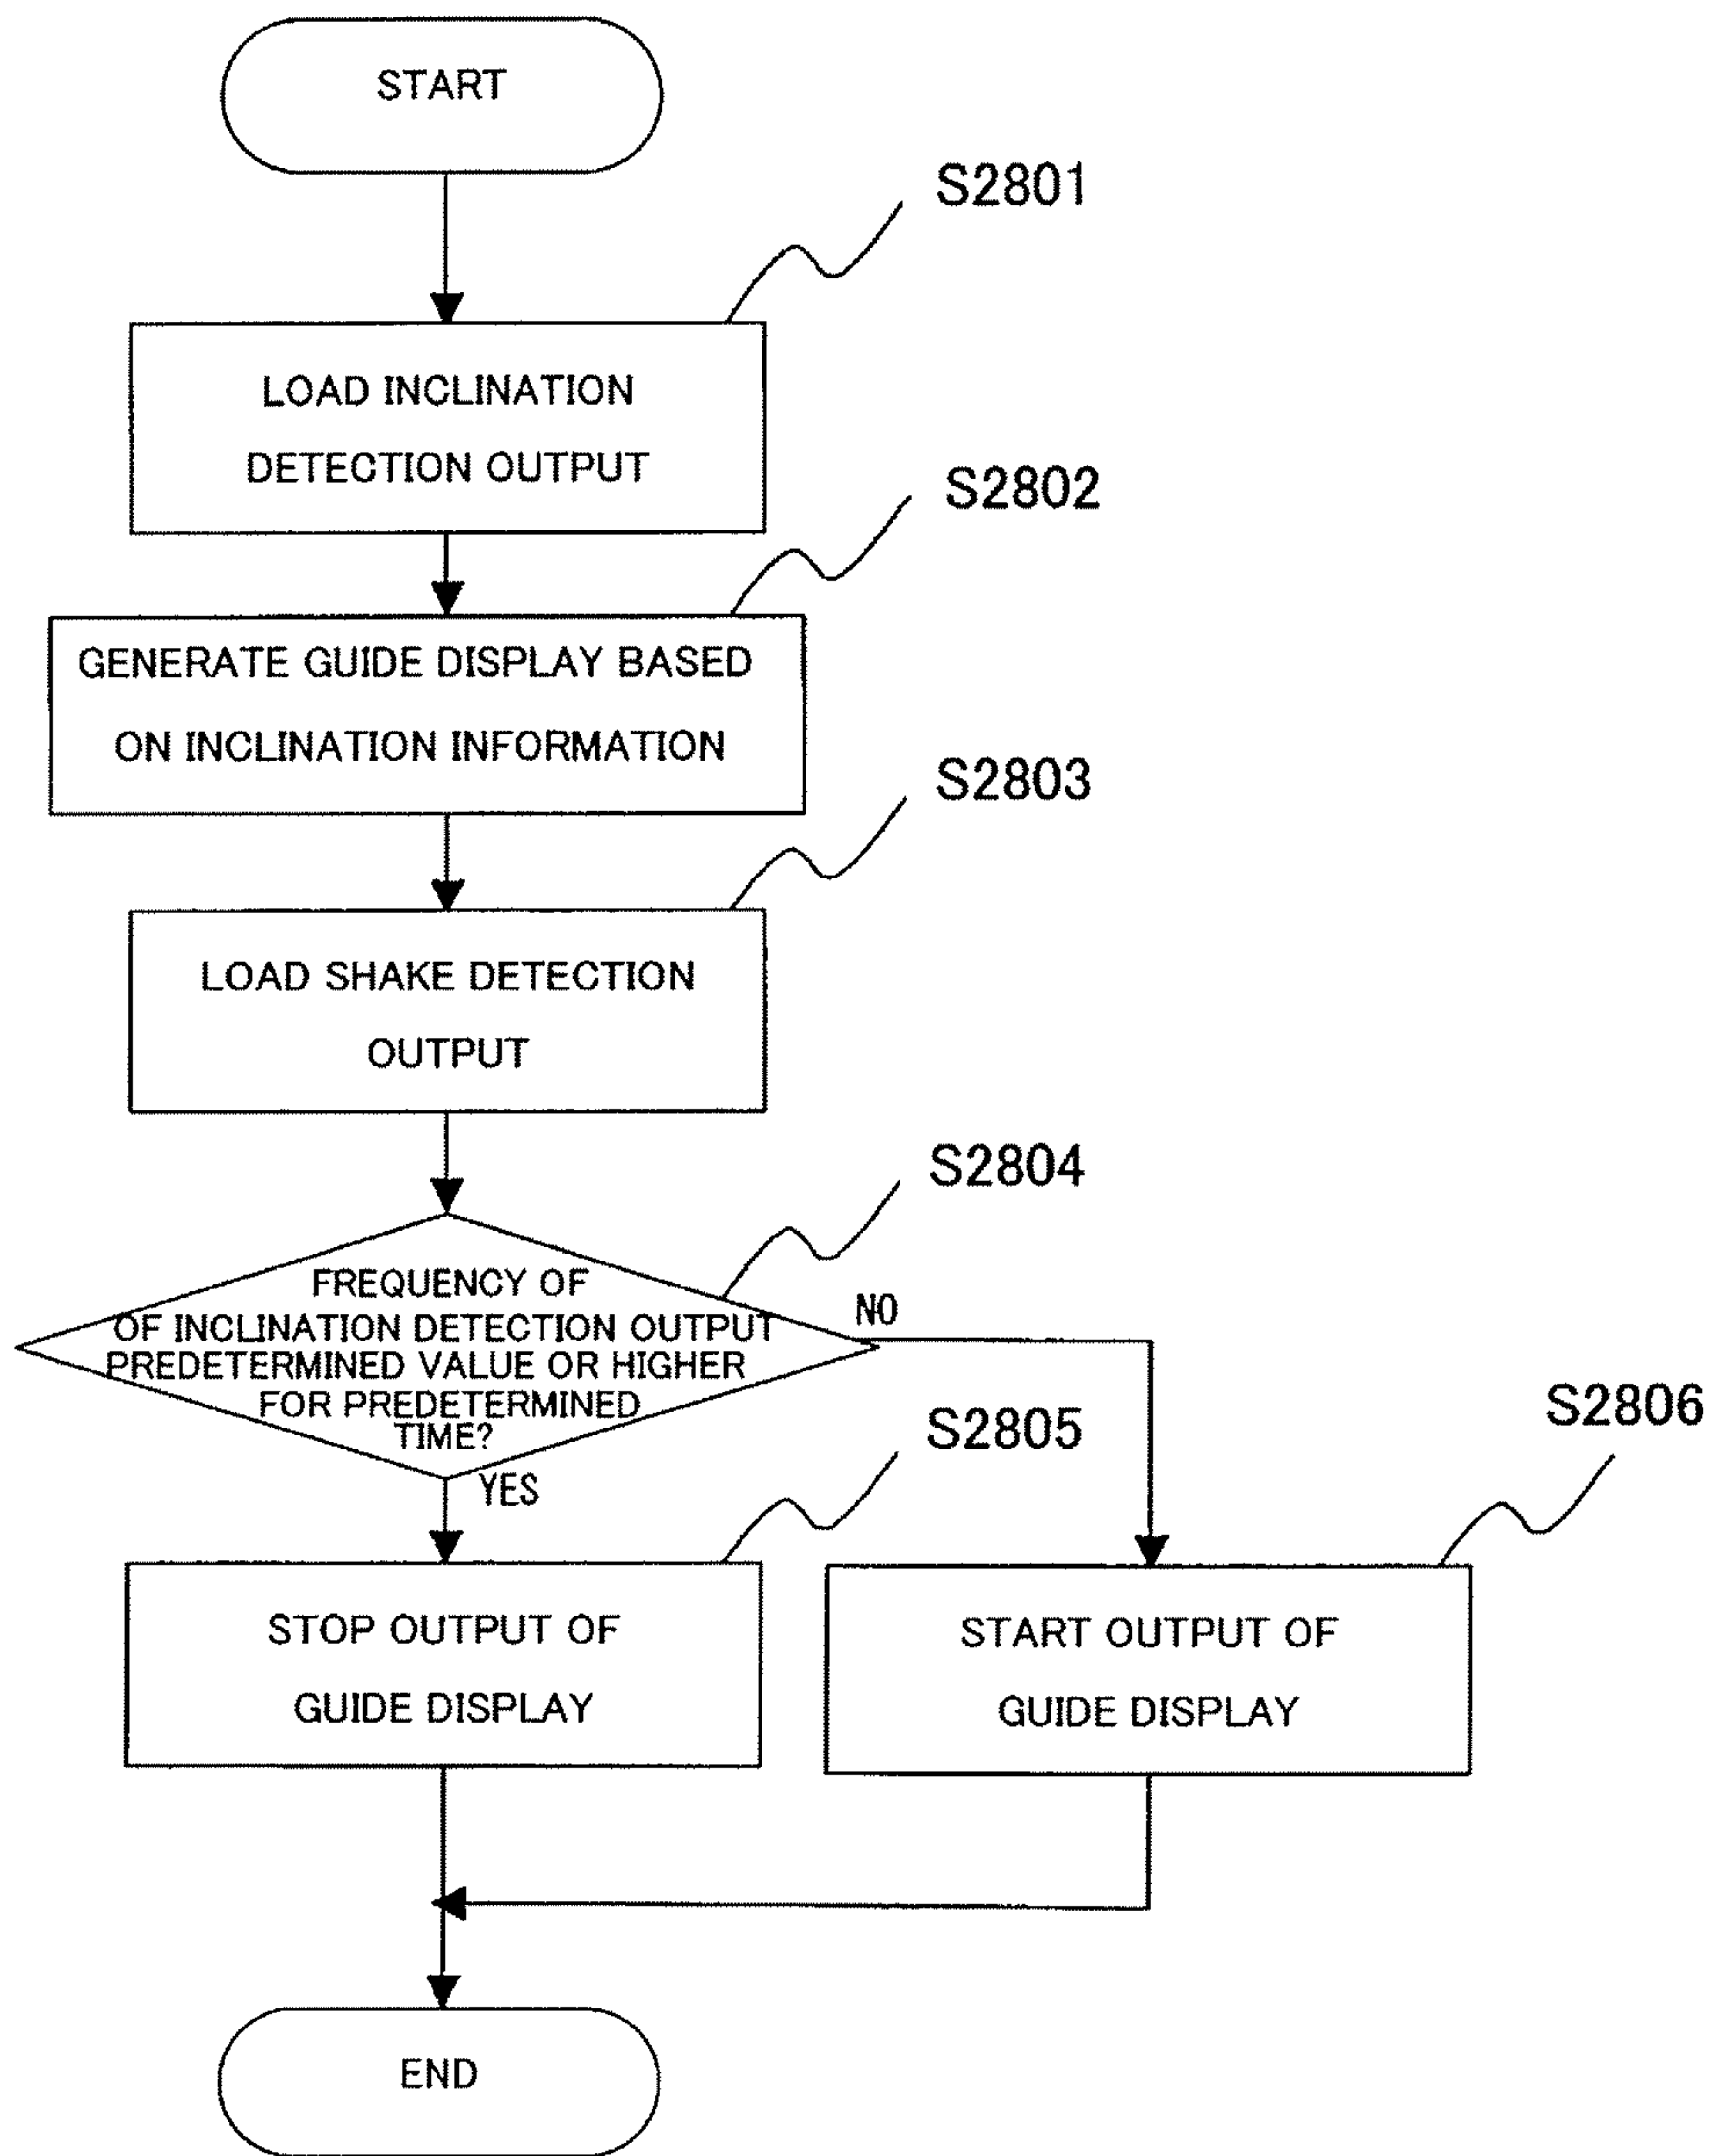 START
S2801
LOAD INCLINATION
DETECTION OUTPUT
S2802
GENERATE GUIDE DISPLAY BASED
ON INCLINATION INFORMATION
S2803
LOAD SHAKE DETECTION
OUTPUT
S2804
FREQUENCY OF
OF INCLINATION DETECTION OUTPUT
PREDETERMINED VALUE OR HIGHER
FOR PREDETERMINED
TIME?
NO
YES
S2805
S2806
STOP OUTPUT OF
GUIDE DISPLAY
START OUTPUT OF
GUIDE DISPLAY
END